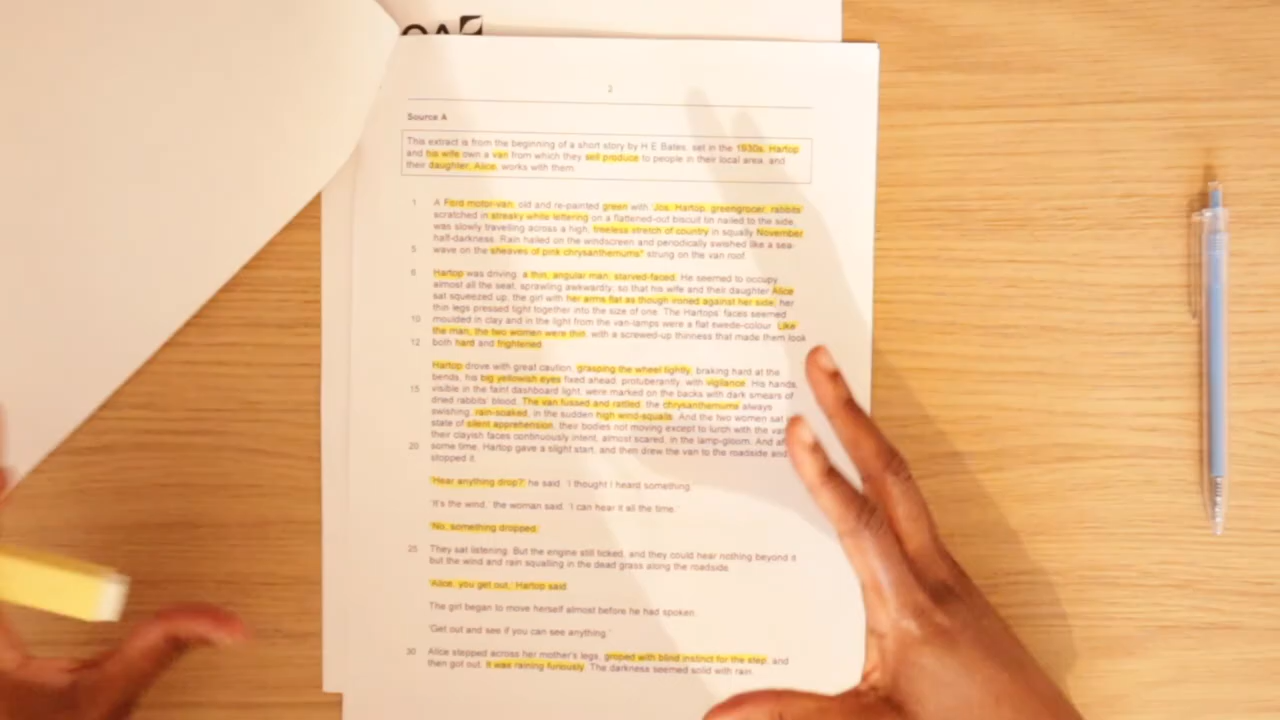 2
Source A
This extract is from the beginning of a short story by H E Bates, set in the 1930s. Hartop
and his wife own a van from which they sell produce to people in their local area, and
their daughter, Alice, works with them.
1 A Ford motor-van, old and re-painted green with 'Jos. Hartop, greengrocer, rabbits'
scratched in streaky white lettering on a flattened-out biscuit tin nailed to the side,
was slowly travelling across a high, treeless stretch of country in squally November
half-darkness. Rain hailed on the windscreen and periodically swished like a sea-
5 wave on the sheaves of pink chrysanthemums* strung on the van roof.
6 Hartop was driving: a thin, angular man, starved-faced. He seemed to occupy
almost all the seat, sprawling awkwardly, so that his wife and their daughter Alice
sat squeezed up, the girl with her arms flat as though ironed against her side, her
thin legs pressed tight together into the size of one. The Hartops' faces seemed
10 moulded in clay and in the light from the van-lamps were a flat swede-colour. Like
the man, the two women were thin, with a screwed-up thinness that made them look
12 both hard and frightened.
Hartop drove with great caution, grasping the wheel tightly, braking hard at the
bends, his big yellowish eyes fixed ahead, protuberantly, with vigilance. His hands,
15 visible in the faint dashboard light, were marked on the backs with dark smears of
dried rabbits' blood. The van fussed and rattled, the chrysanthemums always
swishing, rain-soaked, in the sudden high wind-squalls. And the two women sat
state of silent apprehension, their bodies not moving except to lurch with the van
their clayish faces continuously intent, almost scared, in the lamp-gloom. And af
20 some time, Hartop gave a slight start, and then drew the van to the roadside and
stopped it.
'Hear anything drop?' he said. 'I thought I heard something.'
'It's the wind,' the woman said. 'I can hear it all the time.'
'No, something dropped.'
25 They sat listening. But the engine still ticked, and they could hear nothing beyond it
but the wind and rain squalling in the dead grass along the roadside.
'Alice, you get out,' Hartop said.
The girl began to move herself almost before he had spoken.
'Get out and see if you can see anything.'
30 Alice stepped across her mother's legs, groped with blind instinct for the step, and
then got out. It was raining furiously. The darkness seemed solid with rain.